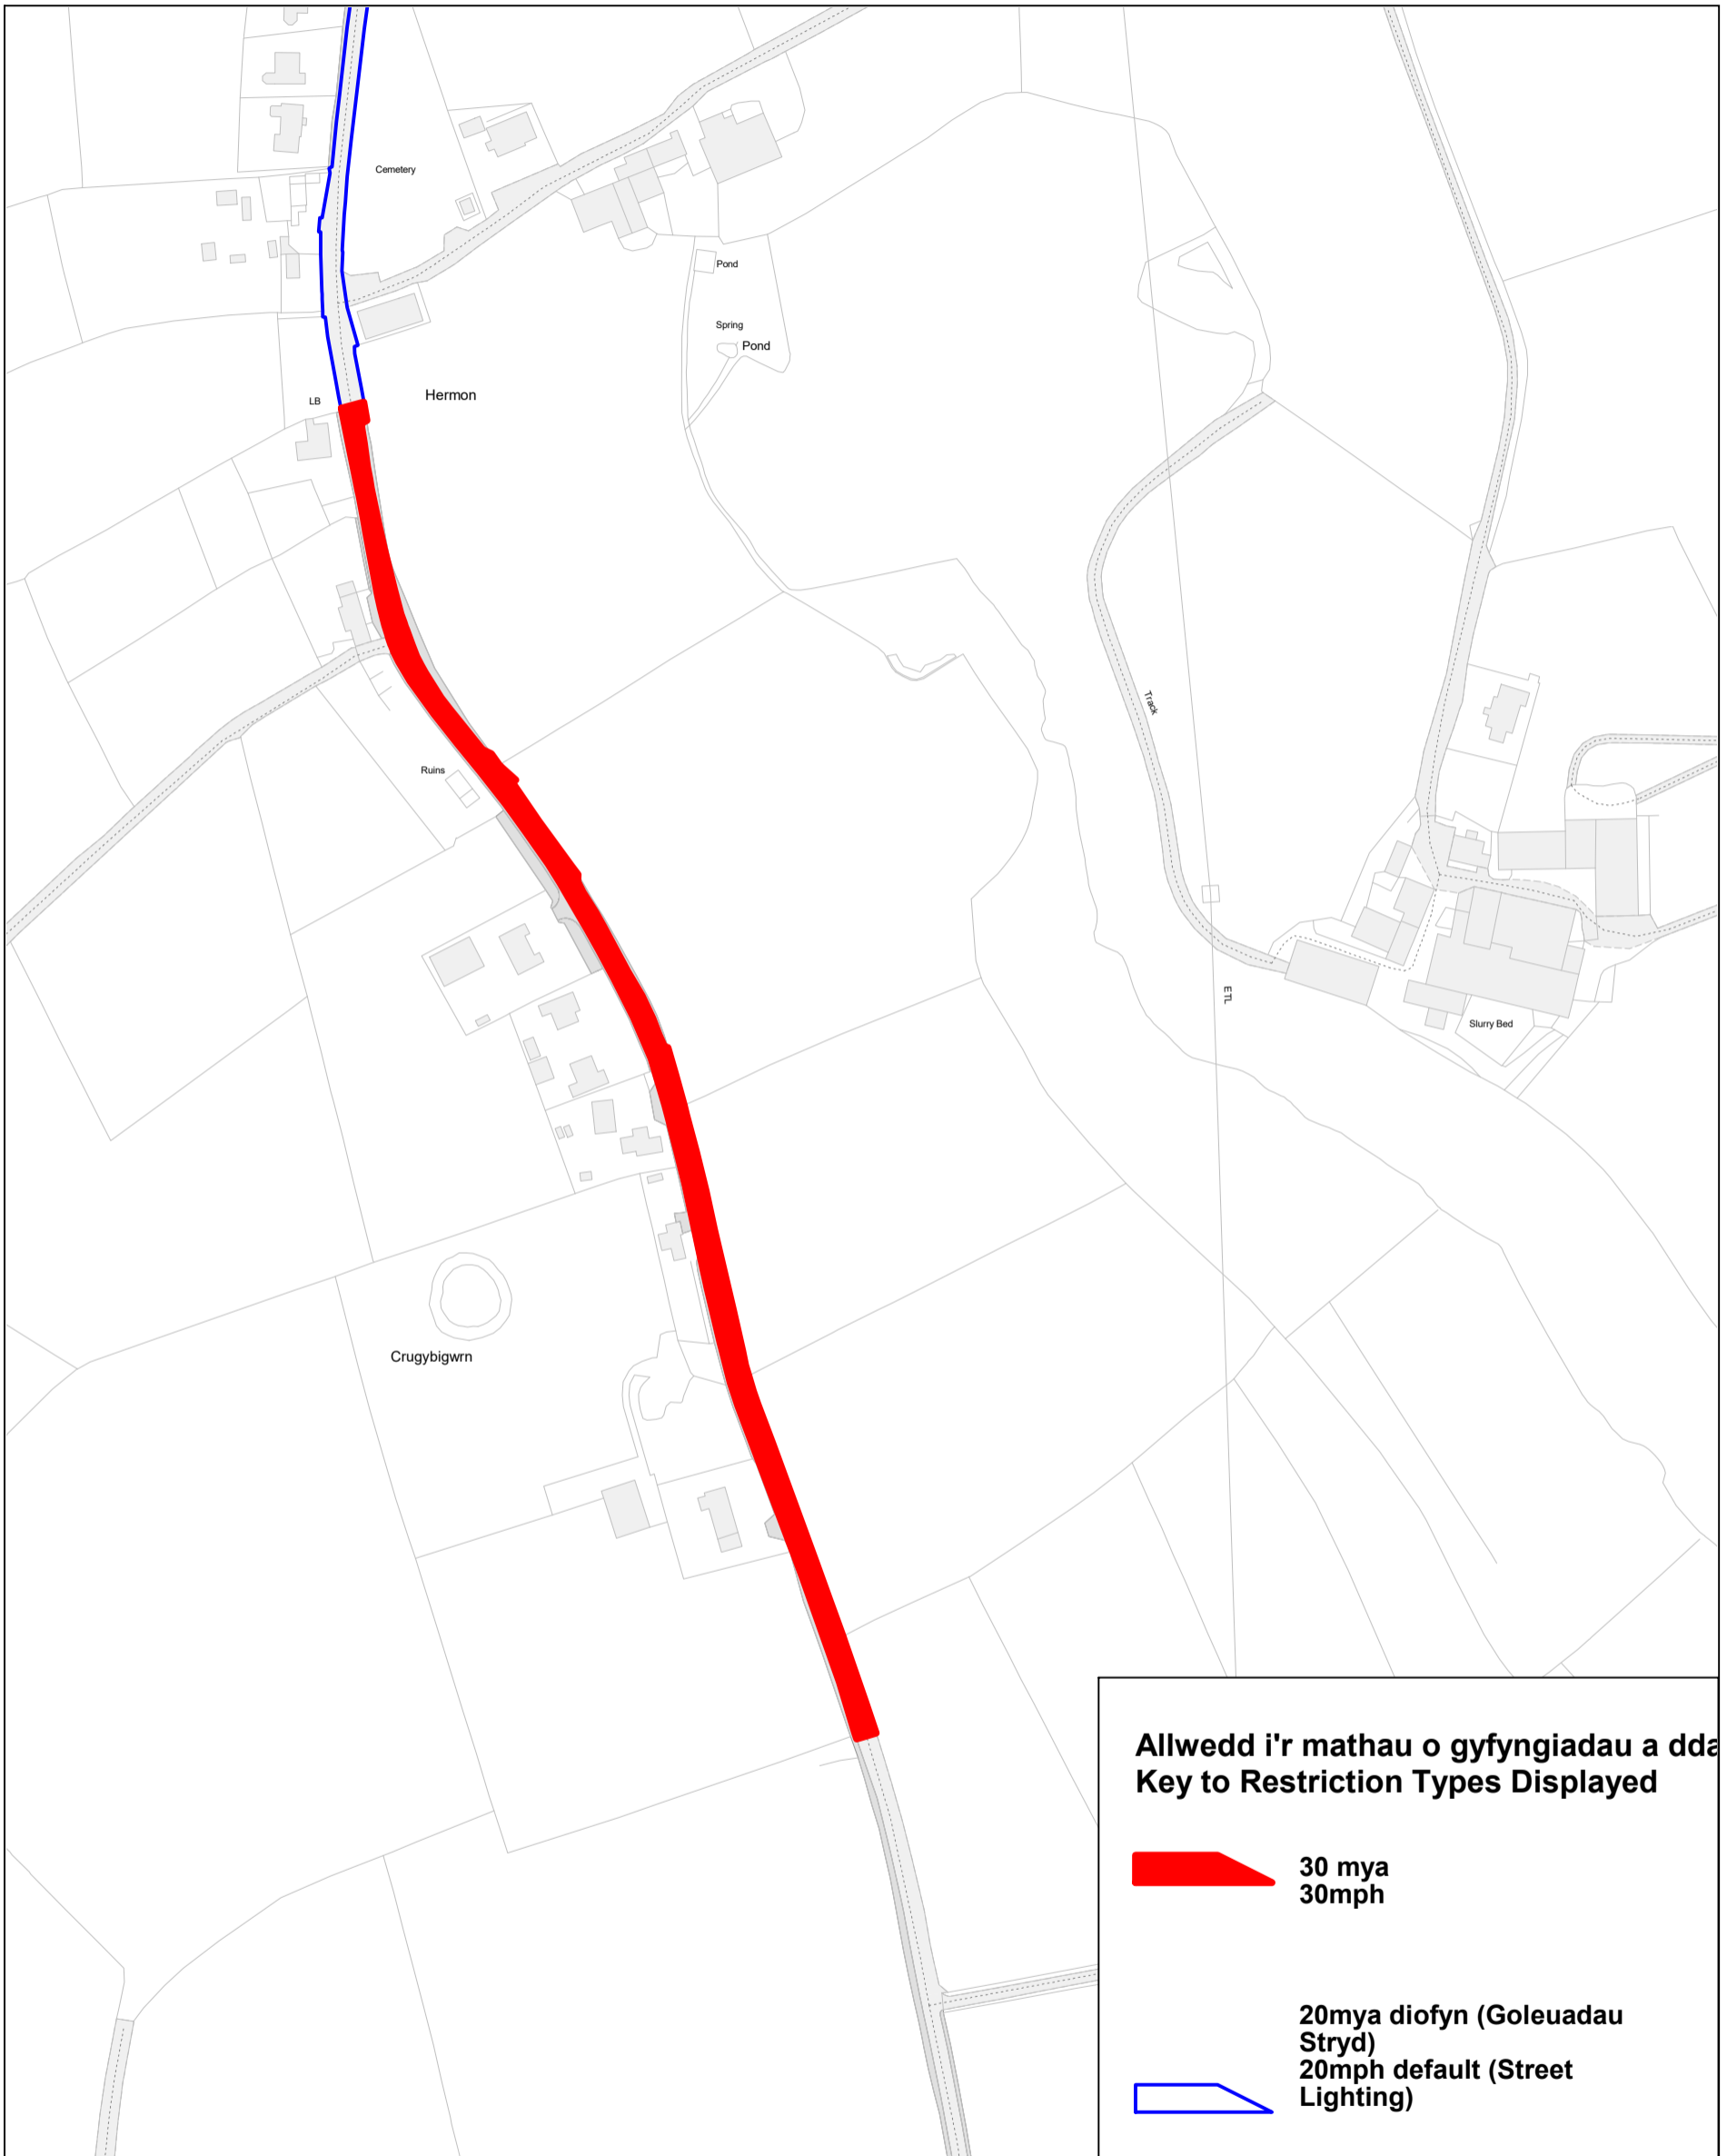 Cemetery
Pond
Spring
Pond
Hermon
LB
Track
Ruins
ETL
Slurry Bed
Crugybigwrn
Allwedd i'r mathau o gyfyngiadau a dda
Key to Restriction Types Displayed
30 mya
30mph
20mya diofyn (Goleuadau
Stryd)
20mph default (Street
Lighting)